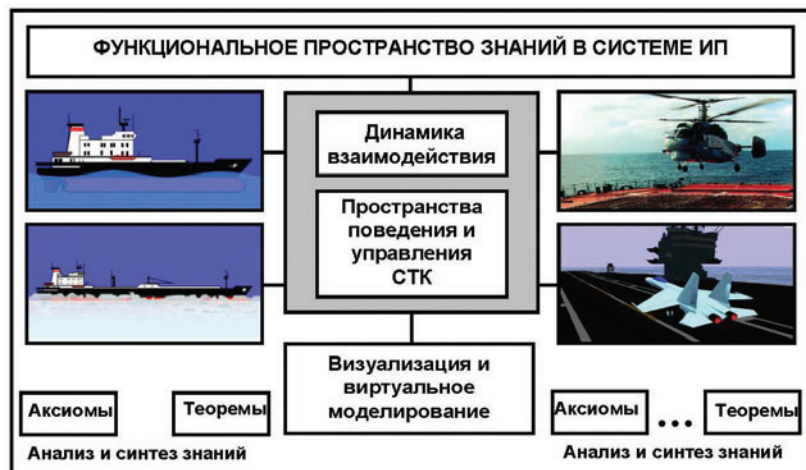 ФУНКЦИОНАЛЬНОЕ ПРОСТРАНСТВО ЗНАНИЙ В СИСТЕМЕ ИП
Динамика
взаимодействия
Пространства
поведения и
управления
СТК
Визуализация и
виртуальное
моделирование
Аксиомы
Теоремы
Анализ и синтез знаний
Аксиомы
...
Теоремы
Анализ и синтез знаний